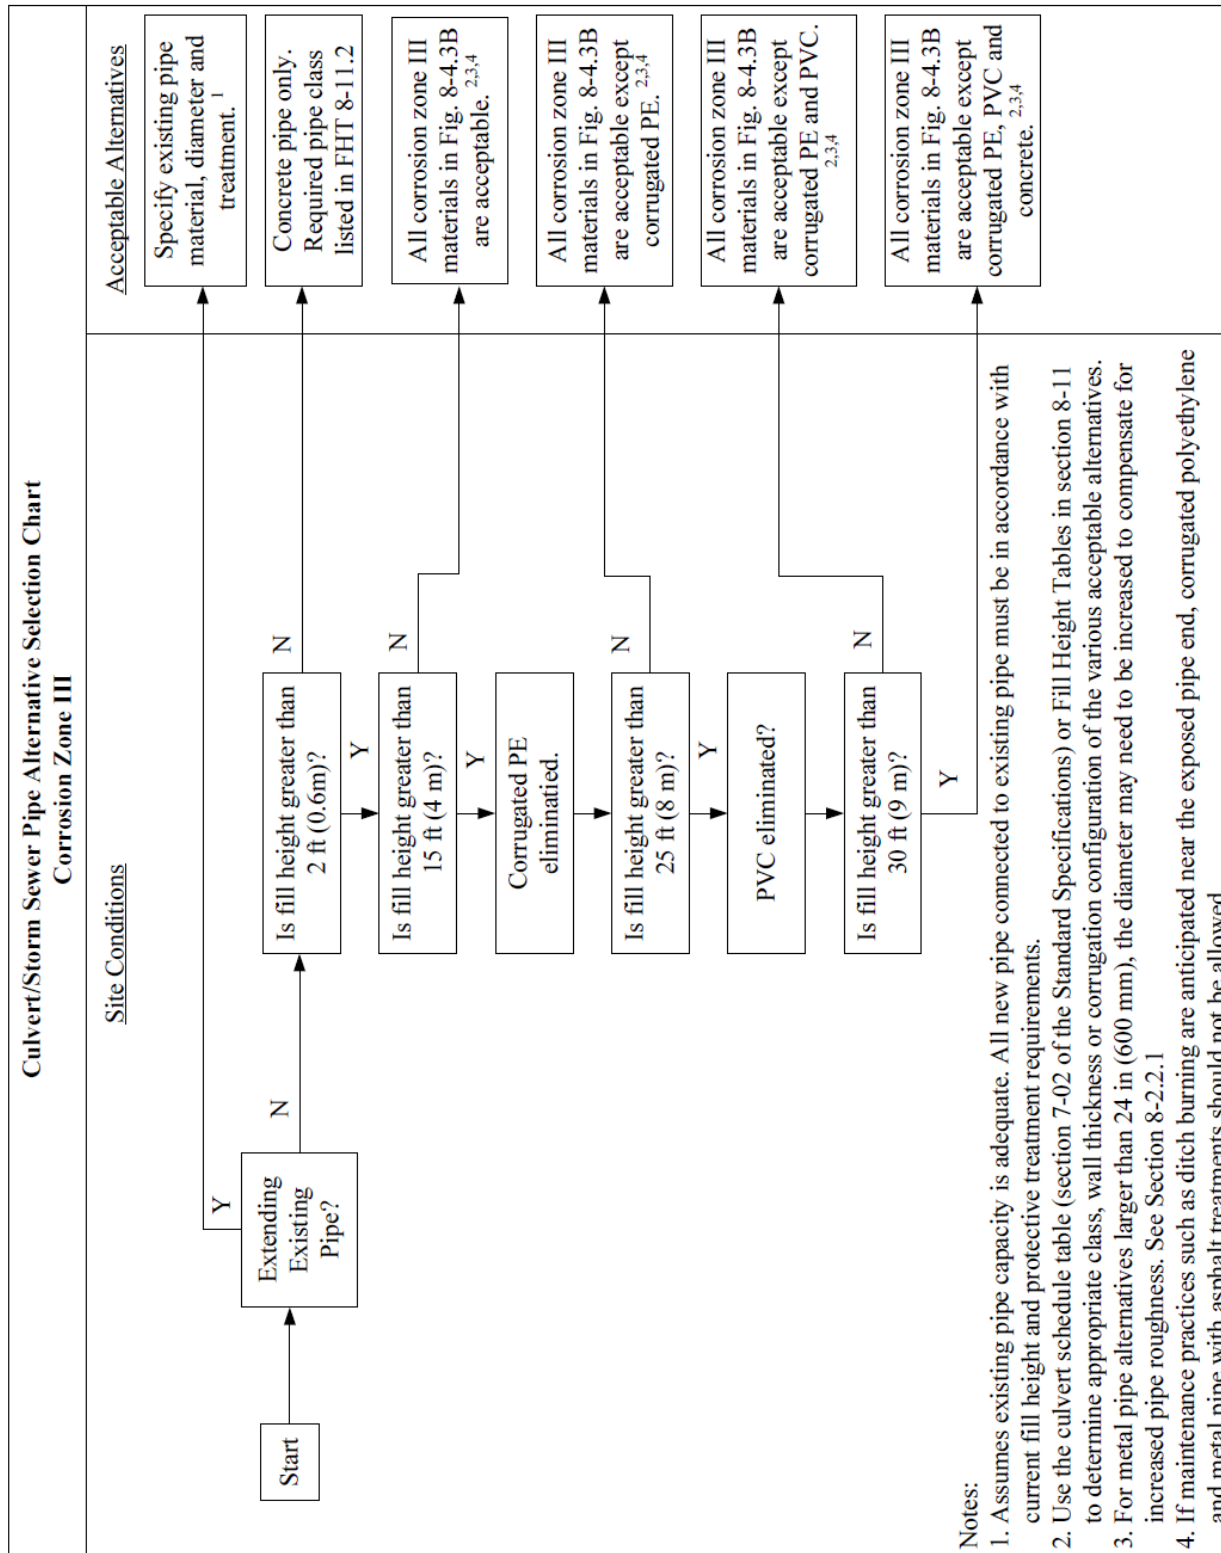 Culvert/Storm Sewer Pipe Alternative Selection Chart
Corrosion Zone III
Site Conditions
Acceptable Alternatives
Start
Extending
Existing
Pipe?
Y
N
Specify existing pipe
material, diameter and
treatment. 1
Is fill height greater than
2 ft (0.6m)?
N
Y
Concrete pipe only.
Required pipe class
listed in FHT 8-11.2
Is fill height greater than
15 ft (4 m)?
N
Y
All corrosion zone III
materials in Fig. 8-4.3B
are acceptable. 2,3,4
Corrugated PE
eliminatied.
Is fill height greater than
25 ft (8 m)?
N
Y
All corrosion zone III
materials in Fig. 8-4.3B
are acceptable except
corrugated PE. 2,3,4
PVC eliminated?
Is fill height greater than
30 ft (9 m)?
N
Y
All corrosion zone III
materials in Fig. 8-4.3B
are acceptable except
corrugated PE and PVC.
2,3,4
All corrosion zone III
materials in Fig. 8-4.3B
are acceptable except
corrugated PE, PVC and
concrete. 2,3,4
Notes:
1. Assumes existing pipe capacity is adequate. All new pipe connected to existing pipe must be in accordance with
current fill height and protective treatment requirements.
2. Use the culvert schedule table (section 7-02 of the Standard Specifications) or Fill Height Tables in section 8-11
to determine appropriate class, wall thickness or corrugation configuration of the various acceptable alternatives.
3. For metal pipe alternatives larger than 24 in (600 mm), the diameter may need to be increased to compensate for
increased pipe roughness. See Section 8-2.2.1
4. If maintenance practices such as ditch burning are anticipated near the exposed pipe end, corrugated polyethylene
and metal pipe with asphalt treatments should not be allowed